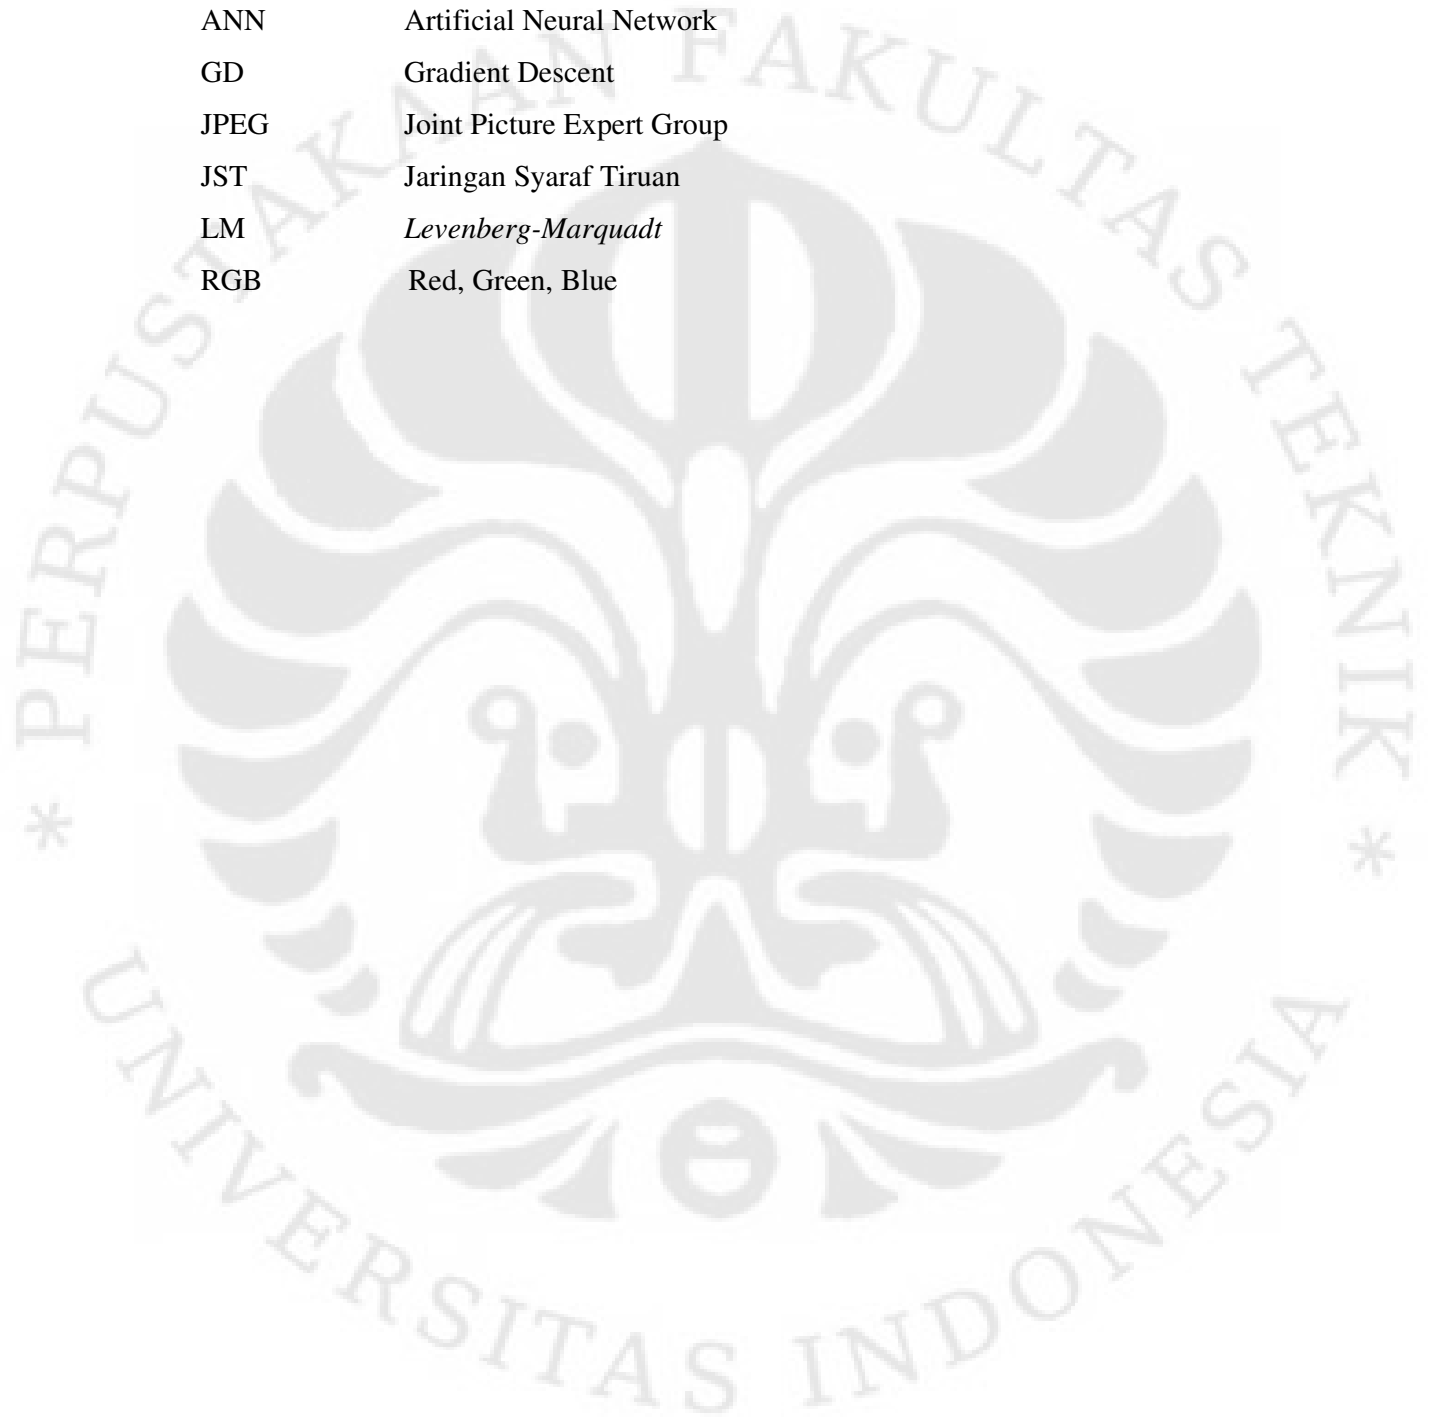 ANN Artificial Neural Network
GD Gradient Descent
JPEG Joint Picture Expert Group
JST Jaringan Syaraf Tiruan
LM Levenberg-Marquadt
RGB Red, Green, Blue
* PERPUSTAKAAN FAKULTAS TEKNIK *
UNIVERSITAS INDONESIA